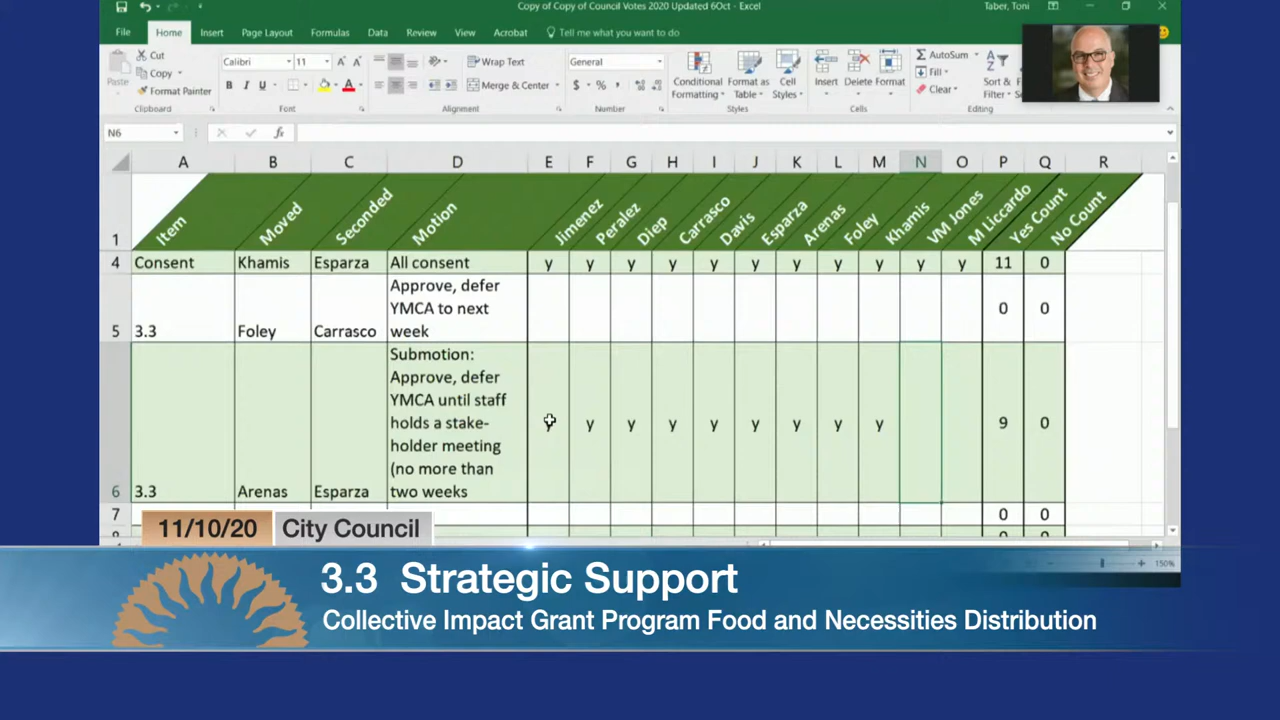 Copy of Copy of Council Votes 2020 Updated 6Oct - Excel
Taber, Toni
File Home Insert Page Layout Formulas Data Review View Acrobat Tell me what you want to do
Cut
Copy
Format Painter
Paste
Clipboard
Calibri 11
B I U
Font
Wrap Text
Merge & Center
Alignment
General
$ % ,
Number
Conditional Formatting
Format as Table
Cell Styles
Styles
Insert Delete Format
Cells
AutoSum
Fill
Clear
Sort &
Filter
Editing
N6
fx
A B C D E F G H I J K L M N O P Q R
1 Item Moved Seconded Motion Jimenez Peralez Diep Carrasco Davis Esparza Arenas Foley Khamis VM Jones M Liccardo Yes Count No Count
4 Consent Khamis Esparza All consent y y y y y y y y y y y 11 0
Approve, defer
YMCA to next 0 0
5 3.3 Foley Carrasco week
Submotion:
Approve, defer
YMCA until staff
holds a stake- y y y y y y y y y 9 0
holder meeting
(no more than
6 3.3 Arenas Esparza two weeks
7 0 0
150%
11/10/20 City Council
3.3 Strategic Support
Collective Impact Grant Program Food and Necessities Distribution